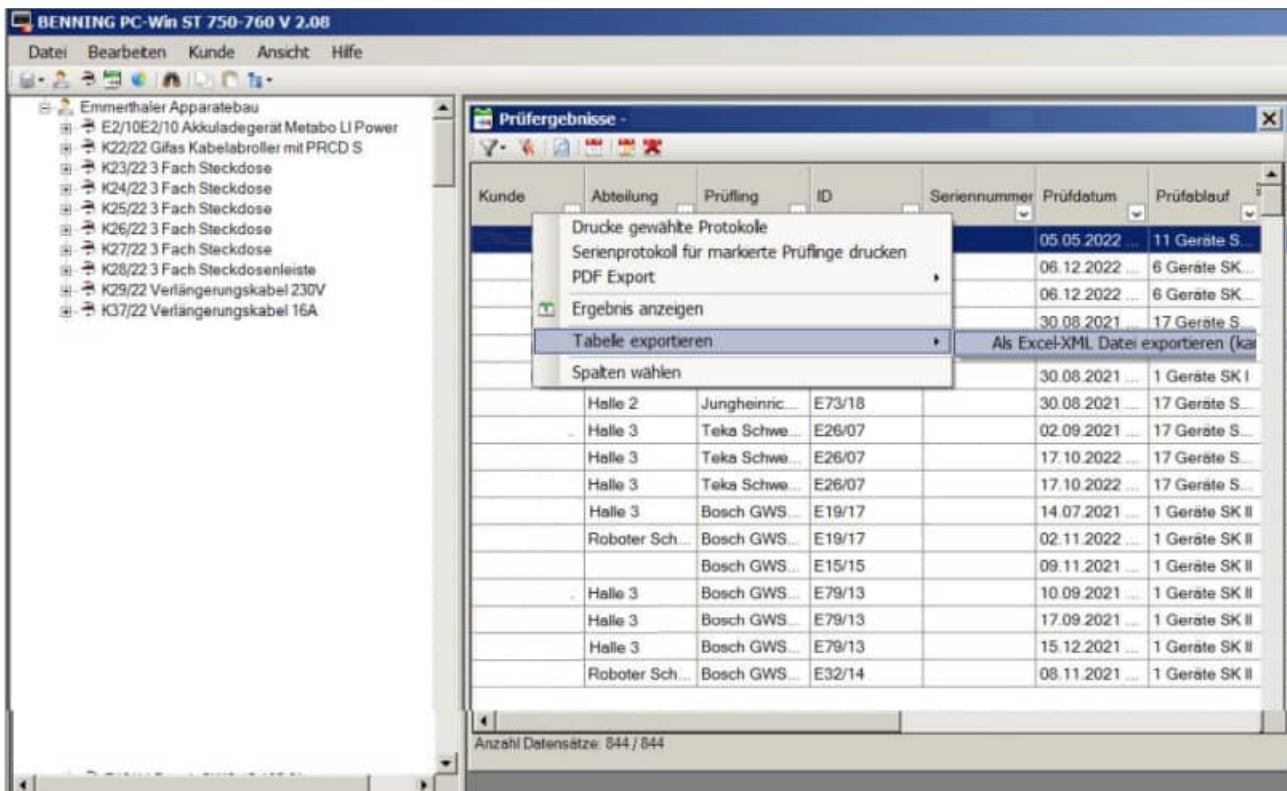 BENNING PC-Win ST 750-760 V 2.08
Datei Bearbeiten Kunde Ansicht Hilfe
Emmerthaler Apparatebau
E2/10E2/10 Akkuladegerät Metabo LI Power
K22/22 Gifas Kabelabroller mit PRCD S
K23/22 3 Fach Steckdose
K24/22 3 Fach Steckdose
K25/22 3 Fach Steckdose
K26/22 3 Fach Steckdose
K27/22 3 Fach Steckdose
K28/22 3 Fach Steckdosenleiste
K29/22 Verlängerungskabel 230V
K37/22 Verlängerungskabel 16A
Prüfergebnisse -
Kunde Abteilung Prüfling ID Seriennummer Prüfdatum Prüfablauf
Drucke gewählte Protokole
Serienprotokoll für markierte Prüflinge drucken
PDF Export
Ergebnis anzeigen
Tabelle exportieren
Als Excel-XML Datei exportieren (kar
Spalten wählen
05.05.2022 ... 11 Geräte S...
06.12.2022 ... 6 Geräte SK...
06.12.2022 ... 6 Geräte SK...
30.08.2021 ... 17 Geräte S...
30.08.2021 ... 1 Geräte SK I
Halle 2 Jungheinric... E73/18 30.08.2021 ... 17 Geräte S...
Halle 3 Teka Schwe... E26/07 02.09.2021 ... 17 Geräte S...
Halle 3 Teka Schwe... E26/07 17.10.2022 ... 17 Geräte S...
Halle 3 Teka Schwe... E26/07 17.10.2022 ... 17 Geräte S...
Halle 3 Bosch GWS... E19/17 14.07.2021 ... 1 Geräte SK II
Roboter Sch... Bosch GWS... E19/17 02.11.2022 ... 1 Geräte SK II
Bosch GWS... E15/15 09.11.2021 ... 1 Geräte SK II
Halle 3 Bosch GWS... E79/13 10.09.2021 ... 1 Geräte SK II
Halle 3 Bosch GWS... E79/13 17.09.2021 ... 1 Geräte SK II
Halle 3 Bosch GWS... E79/13 15.12.2021 ... 1 Geräte SK II
Roboter Sch... Bosch GWS... E32/14 08.11.2021 ... 1 Geräte SK II
Anzahl Datensätze: 844 / 844